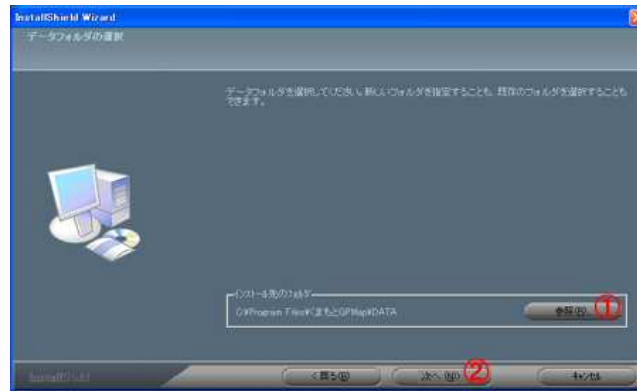 InstallShield Wizard
データフォルダの選択
データフォルダを選択してください。新しいフォルダを指定することも、既存のフォルダを選択することも
できます。
インストール先のフォルダ
C:¥Program Files¥くまもとGPMap¥DATA
参照(R)... ①
InstallShield
< 戻る(B)
次へ(N) > ②
キャンセル